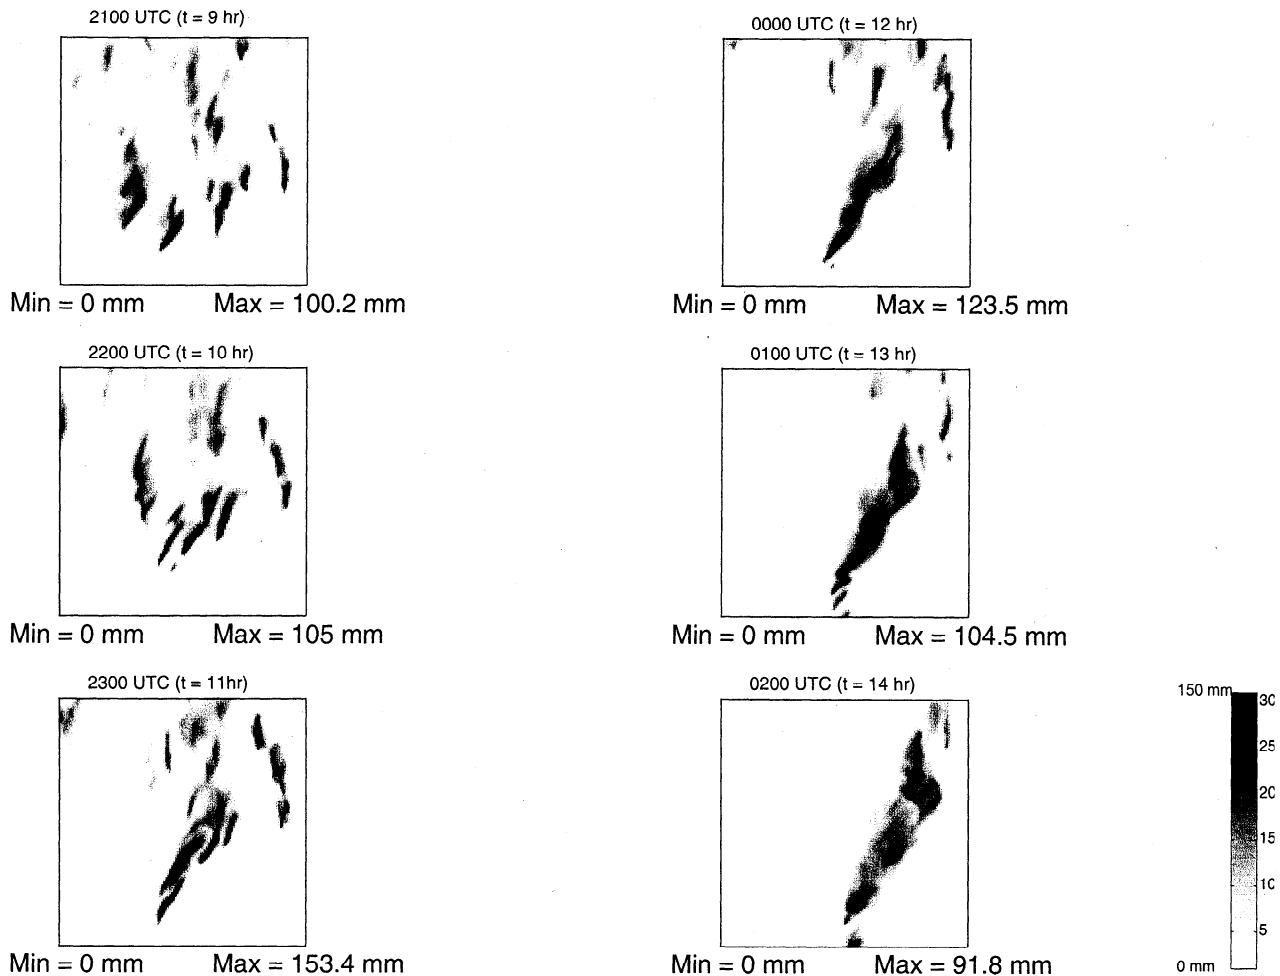 2100 UTC (t = 9 hr)
Min = 0 mm Max = 100.2 mm
2200 UTC (t = 10 hr)
Min = 0 mm Max = 105 mm
2300 UTC (t = 11hr)
Min = 0 mm Max = 153.4 mm
0000 UTC (t = 12 hr)
Min = 0 mm Max = 123.5 mm
0100 UTC (t = 13 hr)
Min = 0 mm Max = 104.5 mm
0200 UTC (t = 14 hr)
Min = 0 mm Max = 91.8 mm
150 mm
30
25
20
15
10
5
0 mm